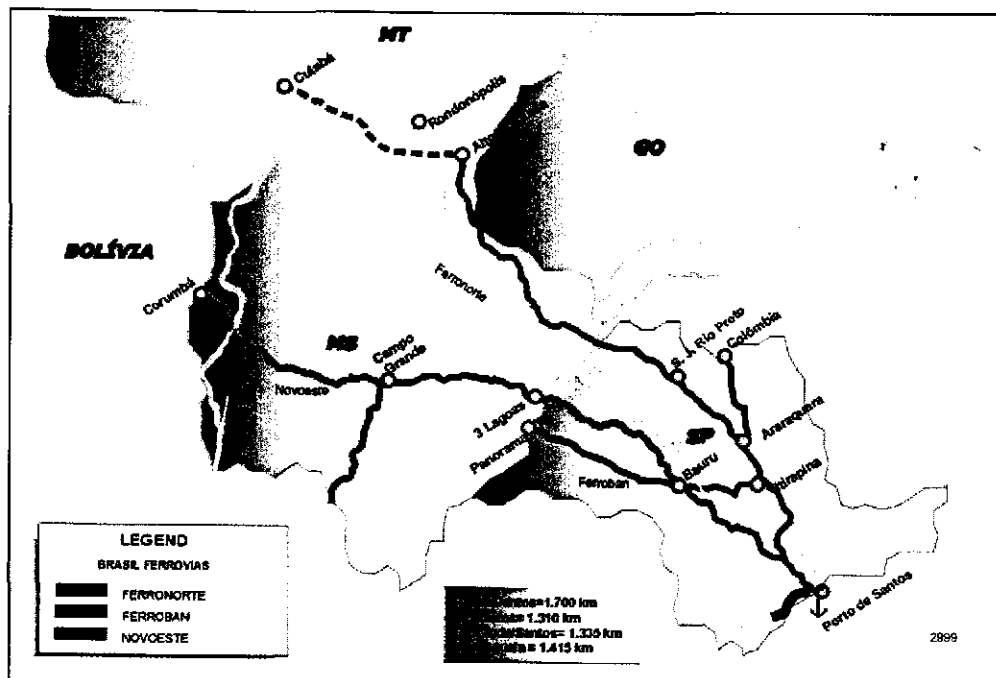 MT
Cuiabá
Rondonópolis
GO
BOLÍVIA
Corumbá
Ferronorte
MS
Campo
Grande
Novoeste
S. J. Rio Preto
Colômbia
3 Lagoas
Panorama
SP
Araraquara
Bauru
Ferroban
Porto de Santos
LEGEND
BRASIL FERROVIAS
FERRONORTE
FERROBAN
NOVOESTE
=1.700 km
= 1.310 km
Santos= 1.335 km
= 1.415 km
2899